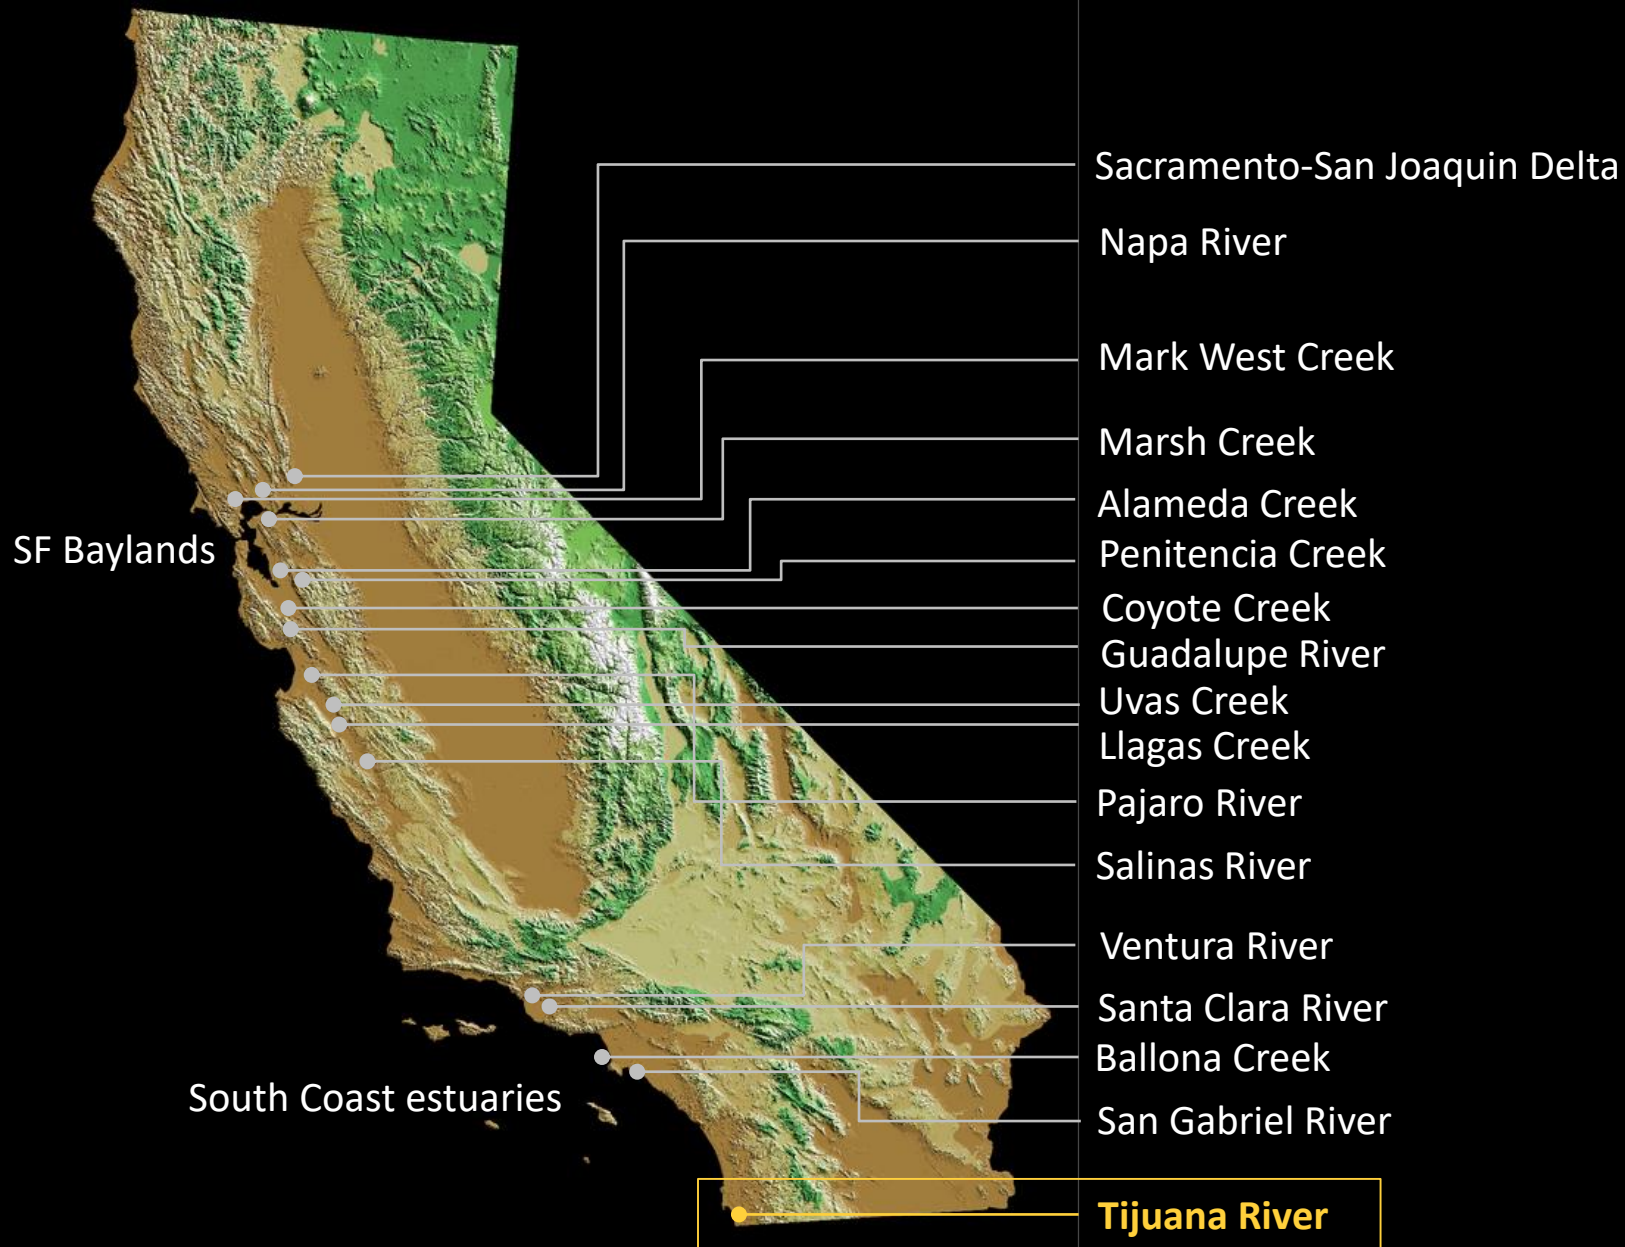 Sacramento-San Joaquin Delta
Napa River
Mark West Creek
Marsh Creek
Alameda Creek
SF Baylands
Penitencia Creek
Coyote Creek
Guadalupe River
Uvas Creek
Llagas Creek
Pajaro River
Salinas River
Ventura River
Santa Clara River
Ballona Creek
South Coast estuaries
San Gabriel River
Tijuana River